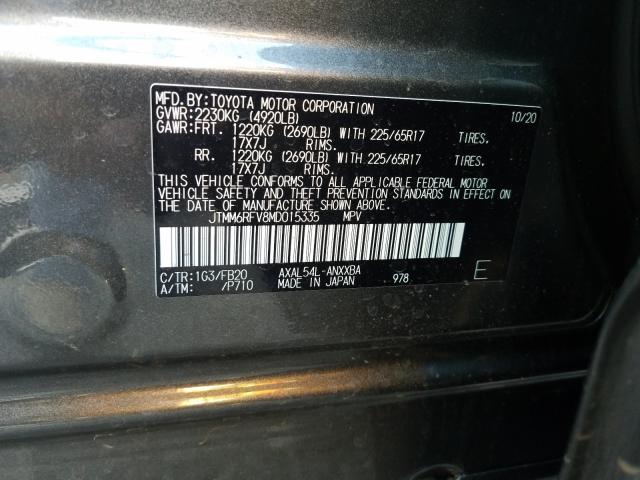 MFD.BY:TOYOTA MOTOR CORPORATION 10/20
GVWR:2230KG (4920LB)
GAWR:FRT. 1220KG (2690LB) WITH 225/65R17 TIRES.
17X7J RIMS.
RR. 1220KG (2690LB) WITH 225/65R17 TIRES.
17X7J RIMS.
THIS VEHICLE CONFORMS TO ALL APPLICABLE FEDERAL MOTOR
VEHICLE SAFETY AND THEFT PREVENTION STANDARDS IN EFFECT ON
THE DATE OF MANUFACTURE SHOWN ABOVE.
JTMM6RFV8MD015335 MPV
C/TR:1G3/FB20 AXAL54L-ANXXBA
A/TM: /P710 MADE IN JAPAN 978 E